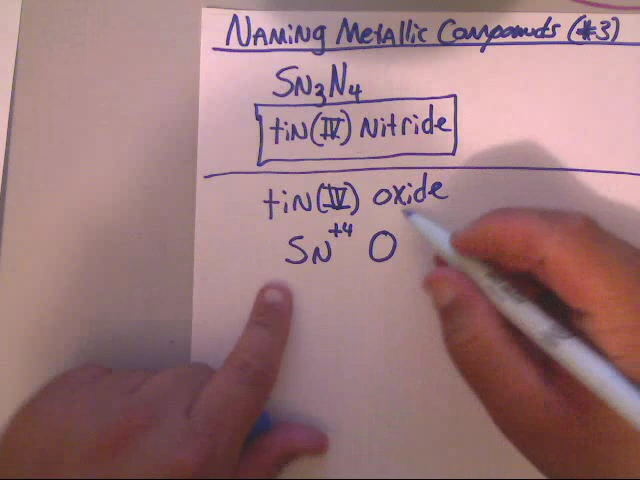 Naming Metallic Compounds (#3)
SN₃N₄
tiN(IV) Nitride
tiN(IV) oxide
SN⁺⁴ O